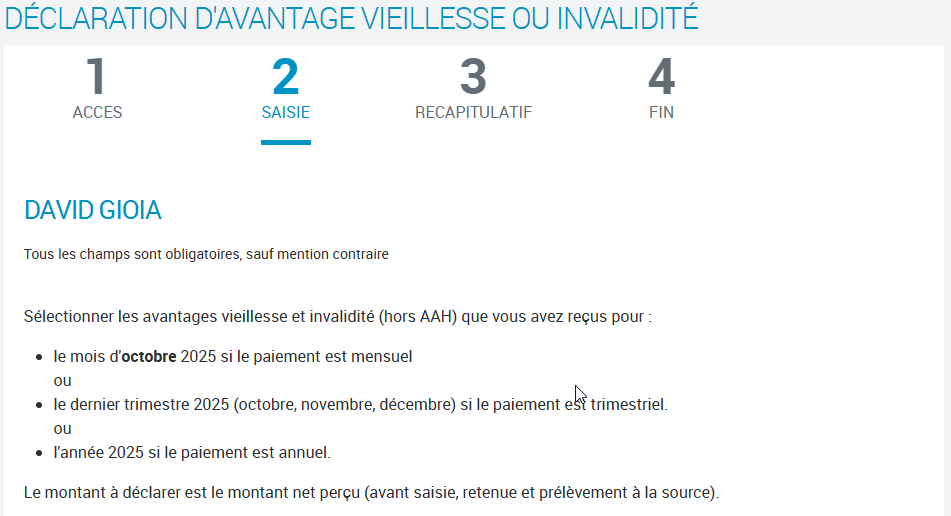 DÉCLARATION D'AVANTAGE VIEILLESSE OU INVALIDITÉ
1 2 3 4
ACCES SAISIE RECAPITULATIF FIN
DAVID GIOIA
Tous les champs sont obligatoires, sauf mention contraire
Sélectionner les avantages vieillesse et invalidité (hors AAH) que vous avez reçus pour :
• le mois d'octobre 2025 si le paiement est mensuel
ou
• le dernier trimestre 2025 (octobre, novembre, décembre) si le paiement est trimestriel.
ou
• l'année 2025 si le paiement est annuel.
Le montant à déclarer est le montant net perçu (avant saisie, retenue et prélèvement à la source).